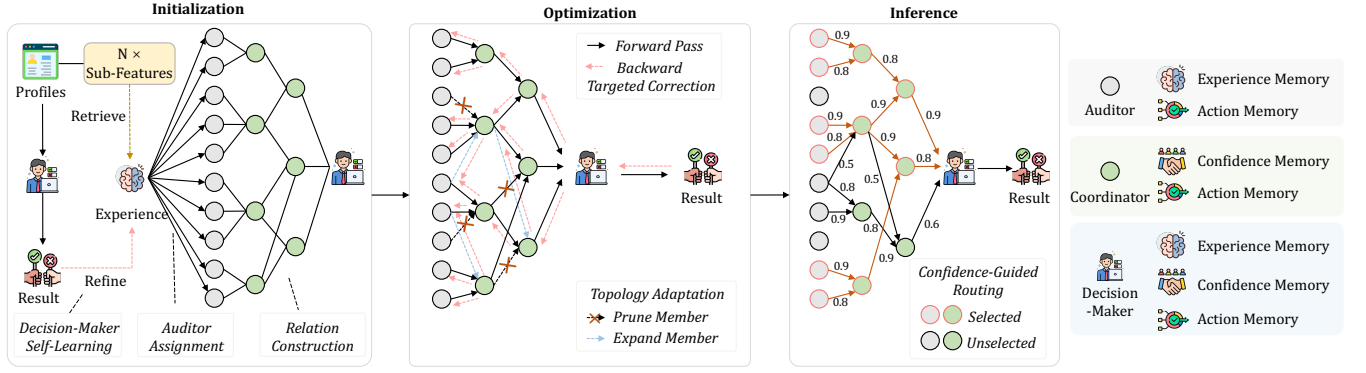 Initialization
Optimization
Inference
Profiles
N ×
Sub-Features
Retrieve
Experience
Result
Refine
Decision-Maker
Self-Learning
Auditor
Assignment
Relation
Construction
Forward Pass
Backward
Targeted Correction
Result
Topology Adaptation
Prune Member
Expand Member
0.9
0.8
0.8
0.9
0.9
0.9
0.8
0.9
0.8
0.5
0.8
0.5
0.9
0.8
0.6
0.9
0.9
0.8
Result
Confidence-Guided
Routing
Selected
Unselected
Auditor
Experience Memory
Action Memory
Coordinator
Confidence Memory
Action Memory
Decision
-Maker
Experience Memory
Confidence Memory
Action Memory